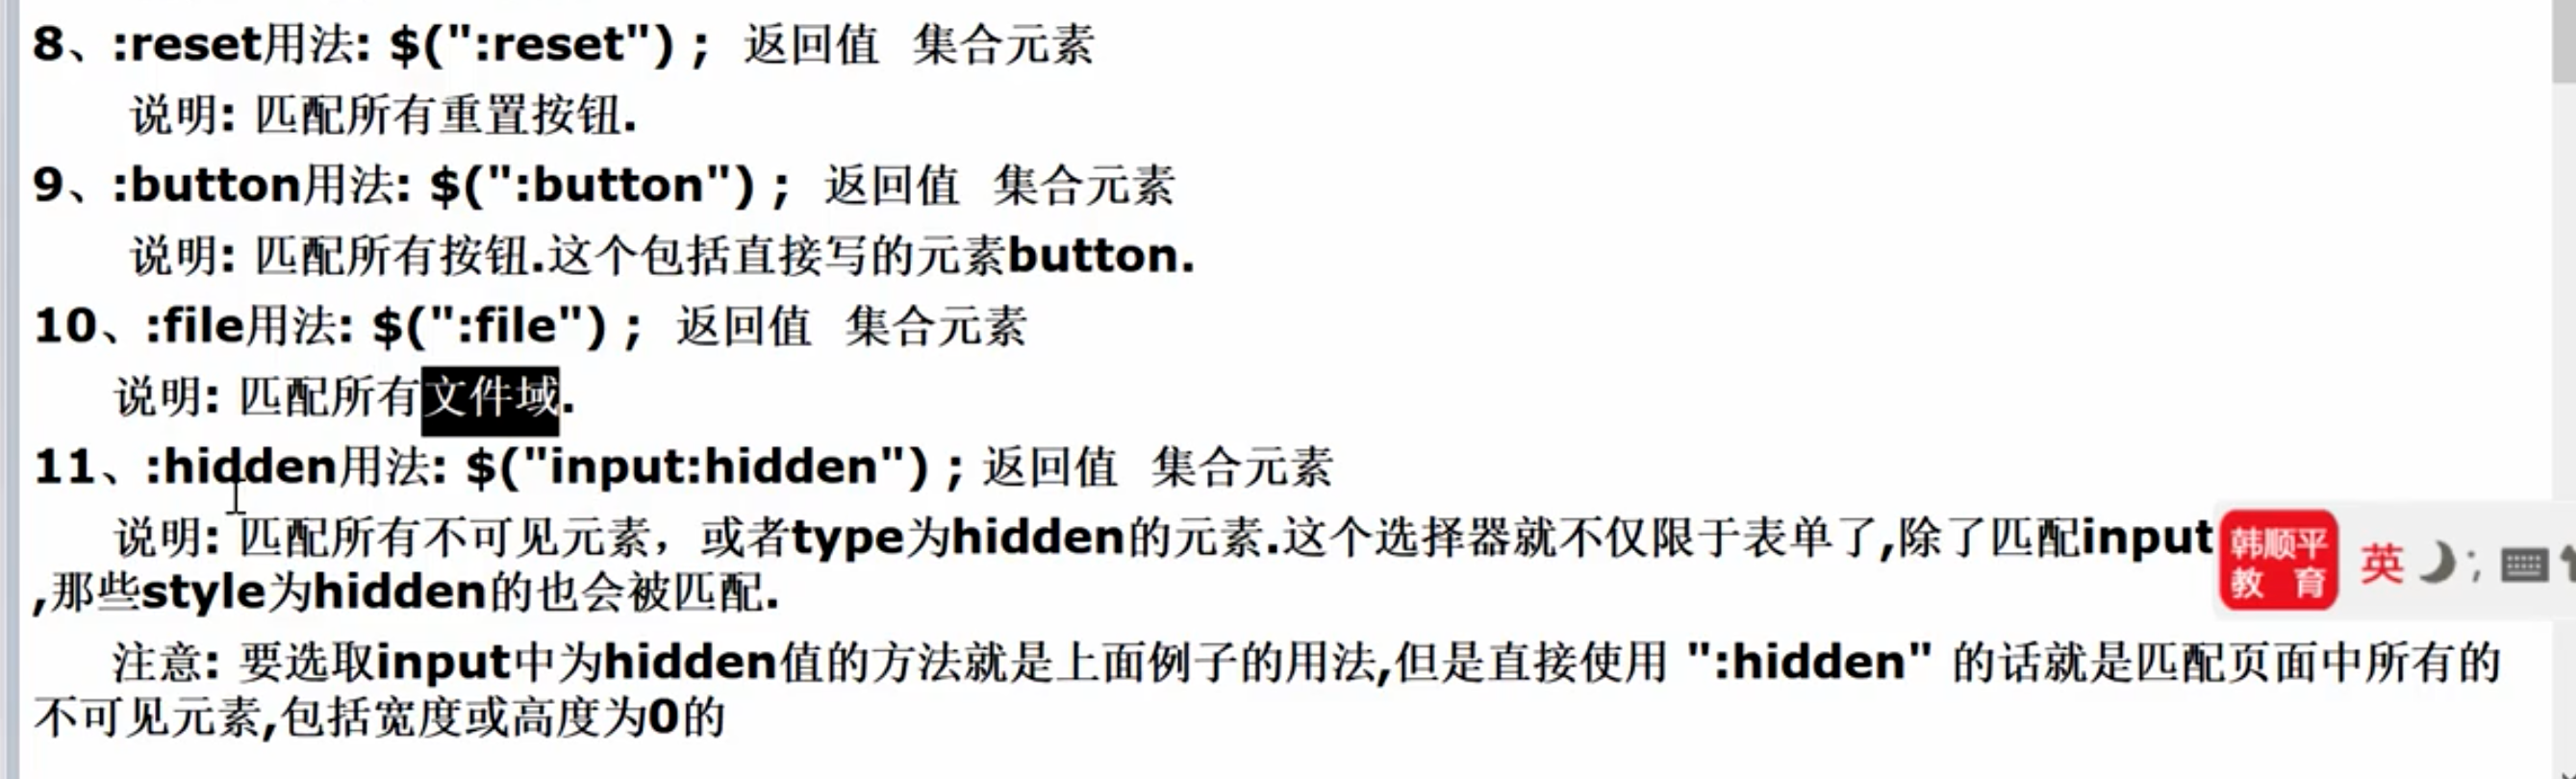 8、:reset用法: $(":reset") ; 返回值 集合元素
说明: 匹配所有重置按钮.
9、:button用法: $(":button") ; 返回值 集合元素
说明: 匹配所有按钮.这个包括直接写的元素button.
10、:file用法: $(":file") ; 返回值 集合元素
说明: 匹配所有文件域.
11、:hidden用法: $("input:hidden") ; 返回值 集合元素
说明: 匹配所有不可见元素，或者type为hidden的元素.这个选择器就不仅限于表单了,除了匹配input
,那些style为hidden的也会被匹配.
注意: 要选取input中为hidden值的方法就是上面例子的用法,但是直接使用 ":hidden" 的话就是匹配页面中所有的
不可见元素,包括宽度或高度为0的
韩顺平
教 育
英